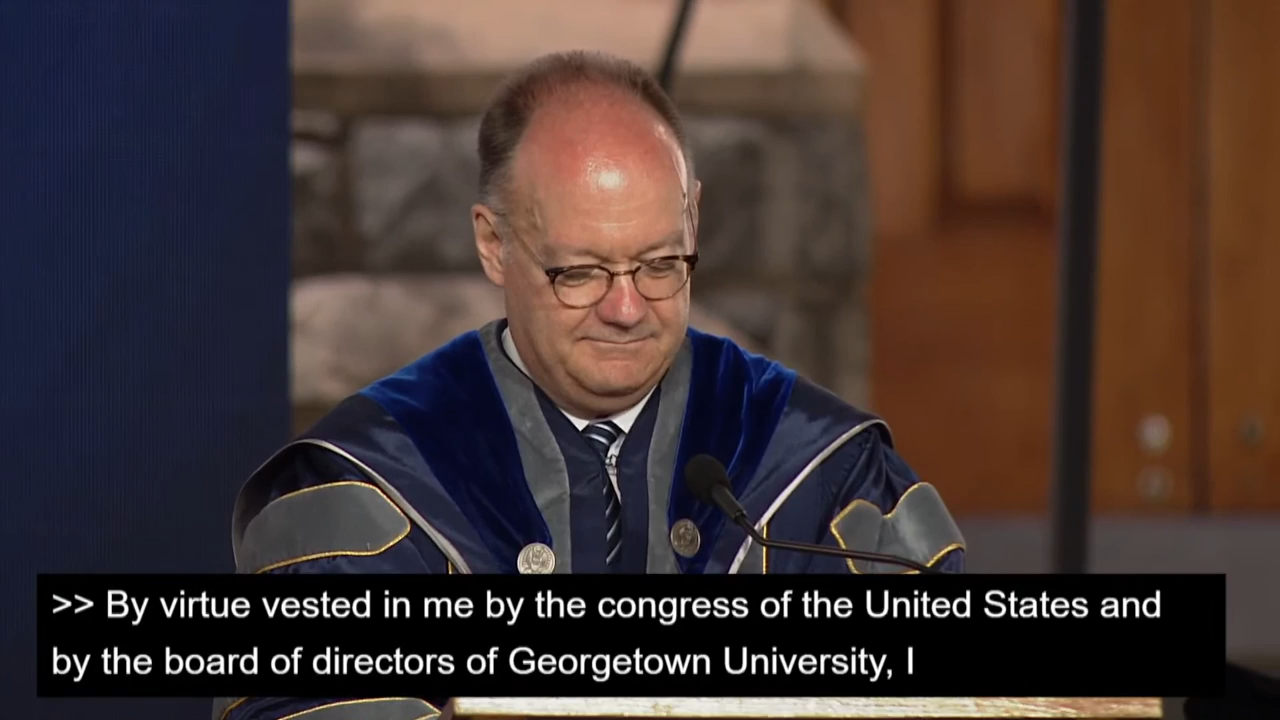 >> By virtue vested in me by the congress of the United States and
by the board of directors of Georgetown University, I